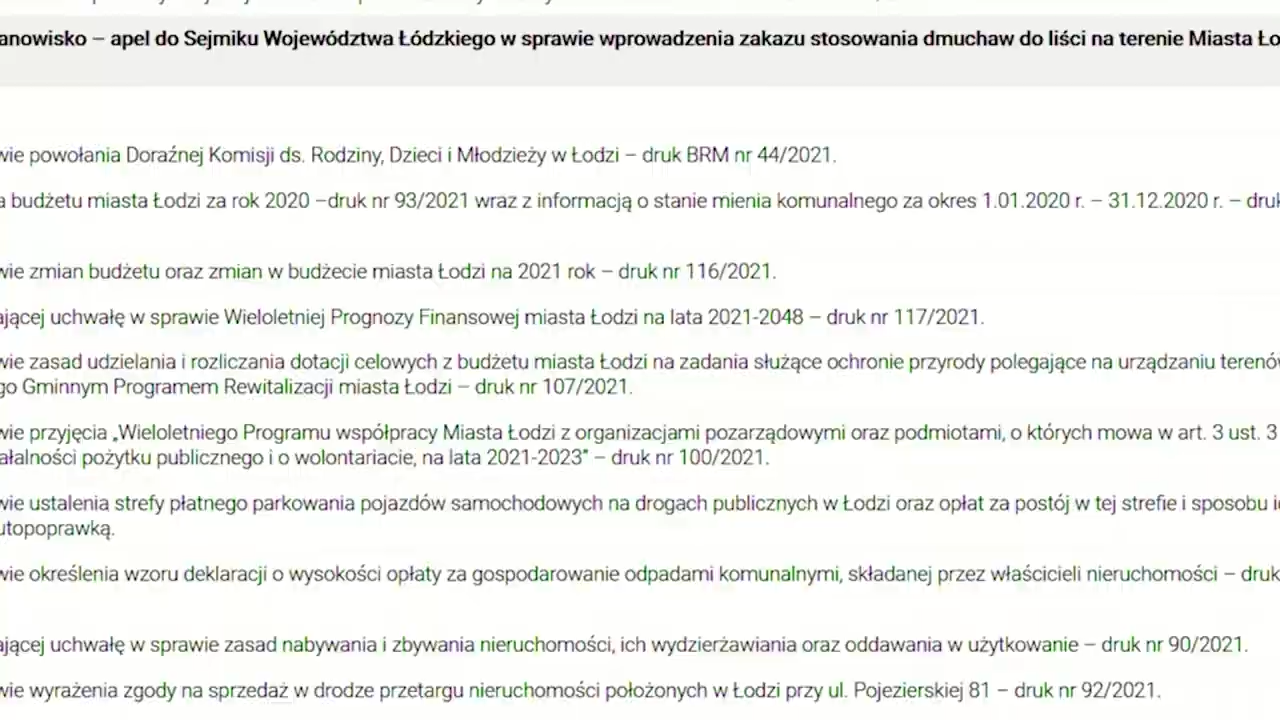 anowisko – apel do Sejmiku Województwa Łódzkiego w sprawie wprowadzenia zakazu stosowania dmuchaw do liści na terenie Miasta Ło
wie powołania Doraźnej Komisji ds. Rodziny, Dzieci i Młodzieży w Łodzi – druk BRM nr 44/2021.
a budżetu miasta Łodzi za rok 2020 –druk nr 93/2021 wraz z informacją o stanie mienia komunalnego za okres 1.01.2020 r. – 31.12.2020 r. – druk
wie zmian budżetu oraz zmian w budżecie miasta Łodzi na 2021 rok – druk nr 116/2021.
ającej uchwałę w sprawie Wieloletniej Prognozy Finansowej miasta Łodzi na lata 2021-2048 – druk nr 117/2021.
wie zasad udzielania i rozliczania dotacji celowych z budżetu miasta Łodzi na zadania służące ochronie przyrody polegające na urządzaniu terenów
go Gminnym Programem Rewitalizacji miasta Łodzi – druk nr 107/2021.
wie przyjęcia „Wieloletniego Programu współpracy Miasta Łodzi z organizacjami pozarządowymi oraz podmiotami, o których mowa w art. 3 ust. 3
ałalności pożytku publicznego i o wolontariacie, na lata 2021-2023” – druk nr 100/2021.
wie ustalenia strefy płatnego parkowania pojazdów samochodowych na drogach publicznych w Łodzi oraz opłat za postój w tej strefie i sposobu ic
utopoprawką.
wie określenia wzoru deklaracji o wysokości opłaty za gospodarowanie odpadami komunalnymi, składanej przez właścicieli nieruchomości – druk
ającej uchwałę w sprawie zasad nabywania i zbywania nieruchomości, ich wydzierżawiania oraz oddawania w użytkowanie – druk nr 90/2021.
wie wyrażenia zgody na sprzedaż w drodze przetargu nieruchomości położonych w Łodzi przy ul. Pojezierskiej 81 – druk nr 92/2021.